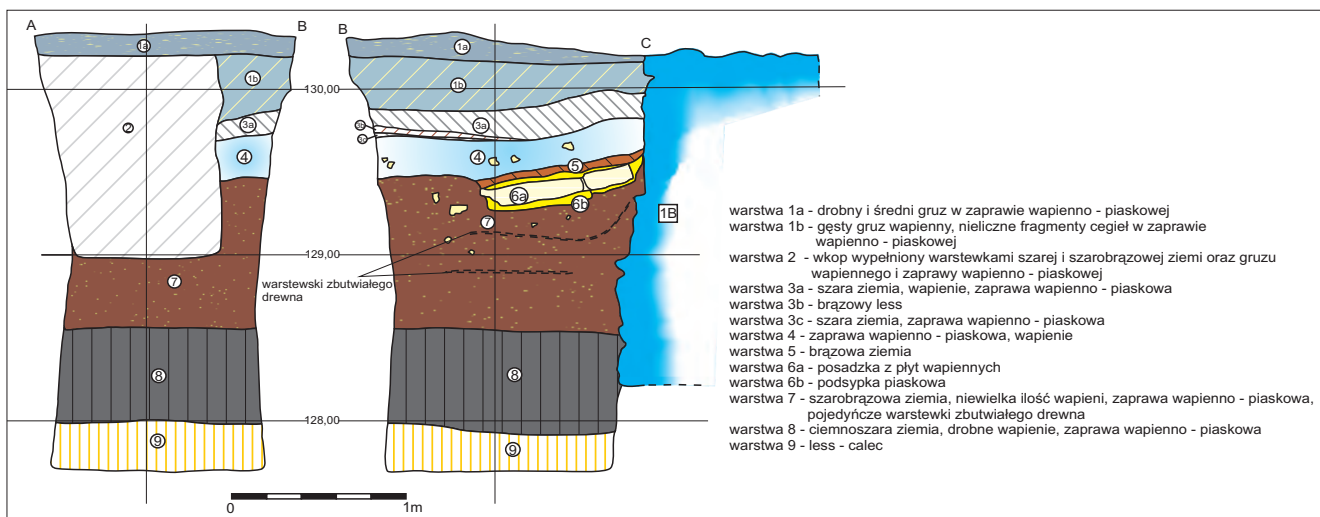 A
B
B
C
1a
1b
2
3a
4
7
8
9
1a
1b
3b
3c
3a
4
5
6a
6b
7
8
9
1B
130,00
129,00
128,00
warstewski zbutwiałego
drewna
0
1m
warstwa 1a - drobny i średni gruz w zaprawie wapienno - piaskowej
warstwa 1b - gęsty gruz wapienny, nieliczne fragmenty cegieł w zaprawie
wapienno - piaskowej
warstwa 2 - wkop wypełniony warstewkami szarej i szarobrązowej ziemi oraz gruzu
wapiennego i zaprawy wapienno - piaskowej
warstwa 3a - szara ziemia, wapienie, zaprawa wapienno - piaskowa
warstwa 3b - brązowy less
warstwa 3c - szara ziemia, zaprawa wapienno - piaskowa
warstwa 4 - zaprawa wapienno - piaskowa, wapienie
warstwa 5 - brązowa ziemia
warstwa 6a - posadzka z płyt wapiennych
warstwa 6b - podsypka piaskowa
warstwa 7 - szarobrązowa ziemia, niewielka ilość wapieni, zaprawa wapienno - piaskowa,
pojedyńcze warstewki zbutwiałego drewna
warstwa 8 - ciemnoszara ziemia, drobne wapienie, zaprawa wapienno - piaskowa
warstwa 9 - less - calec